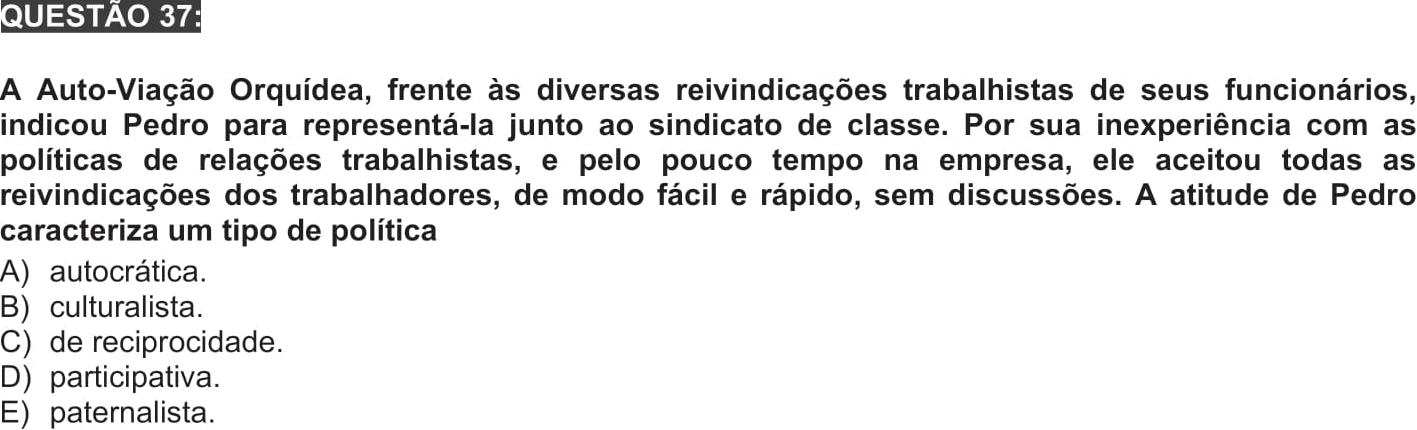 QUESTÃO 37:
A Auto-Viação Orquídea, frente às diversas reivindicações trabalhistas de seus funcionários,
indicou Pedro para representá-la junto ao sindicato de classe. Por sua inexperiência com as
políticas de relações trabalhistas, e pelo pouco tempo na empresa, ele aceitou todas as
reivindicações dos trabalhadores, de modo fácil e rápido, sem discussões. A atitude de Pedro
caracteriza um tipo de política
A) autocrática.
B) culturalista.
C) de reciprocidade.
D) participativa.
E) paternalista.